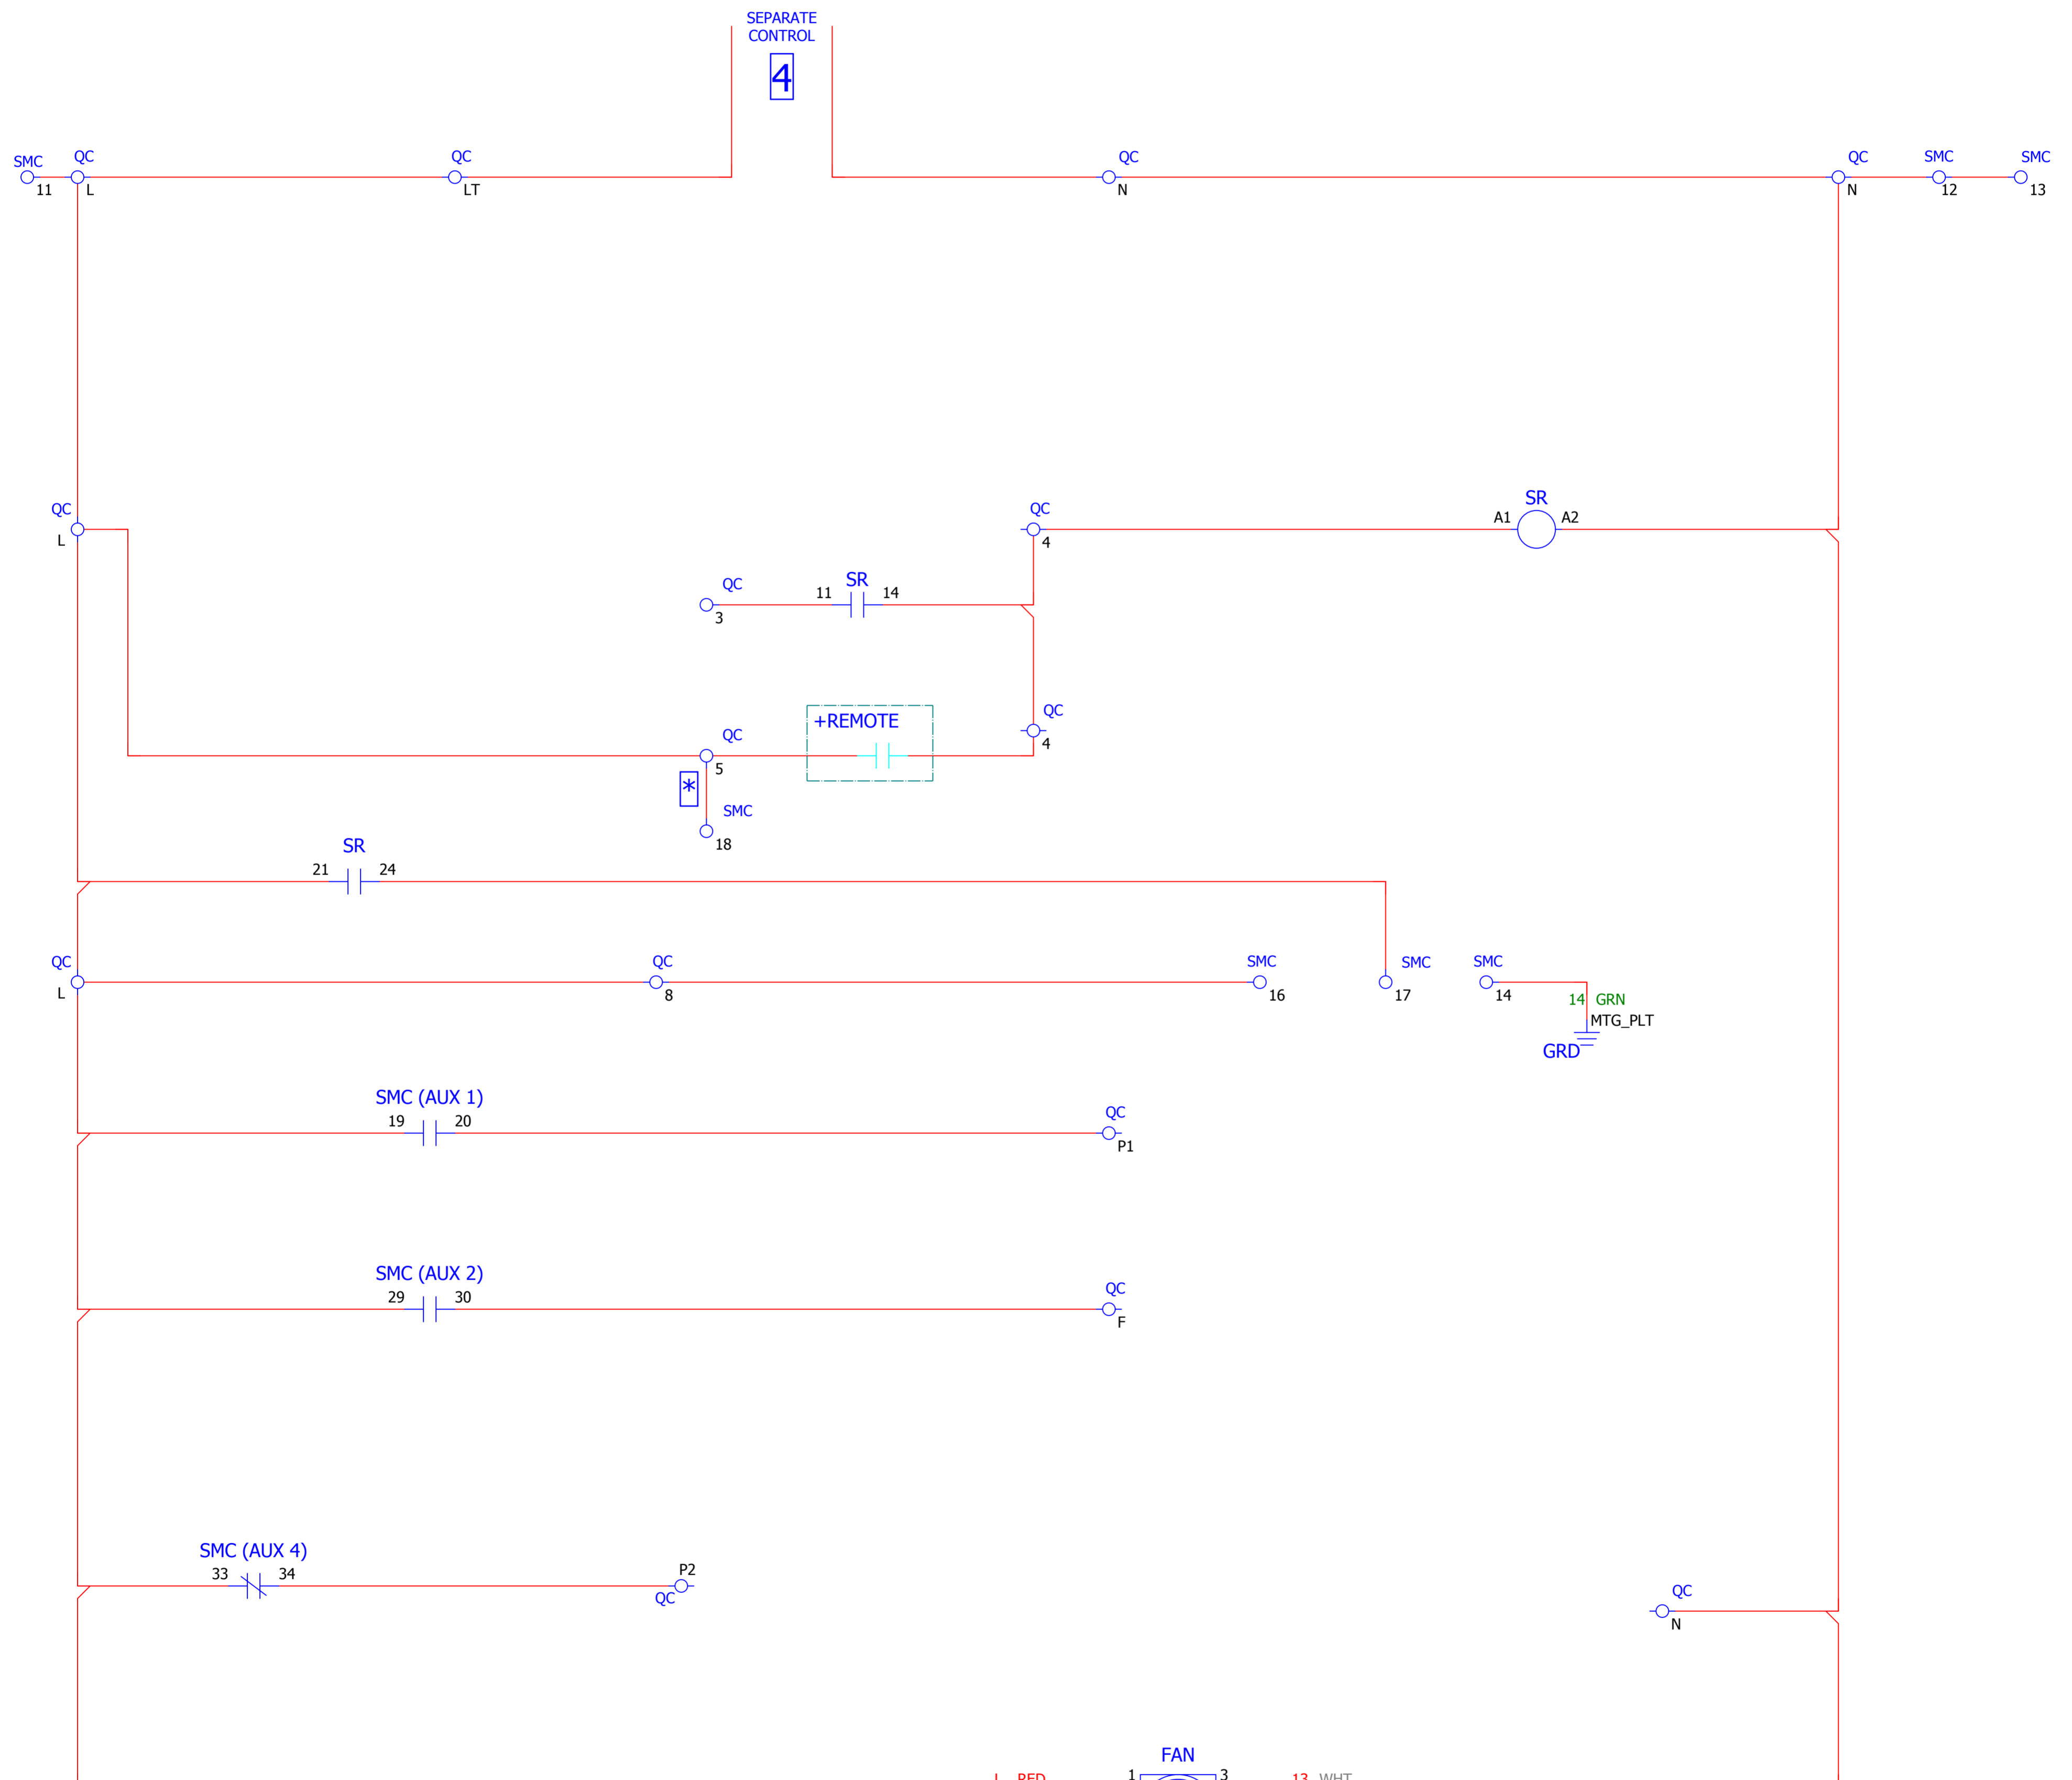 SEPARATE
CONTROL
4
SMC
11
QC
L
QC
LT
QC
N
QC
N
SMC
12
SMC
13
QC
L
QC
4
SR
A1
A2
QC
3
SR
11
14
+REMOTE
QC
4
QC
5
*
SMC
18
SR
21
24
QC
L
QC
8
SMC
16
SMC
17
SMC
14
14 GRN
MTG_PLT
GRD
SMC (AUX 1)
19
20
QC
P1
SMC (AUX 2)
29
30
QC
F
SMC (AUX 4)
33
34
P2
QC
QC
N
FAN
1
3
L RED
13 WHT